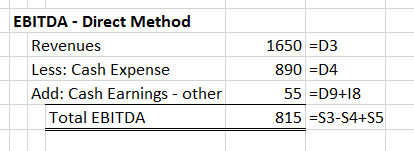 EBITDA - Direct Method
Revenues 1650 =D3
Less: Cash Expense 890 =D4
Add: Cash Earnings - other 55 =D9+I8
Total EBITDA 815 =S3-S4+S5